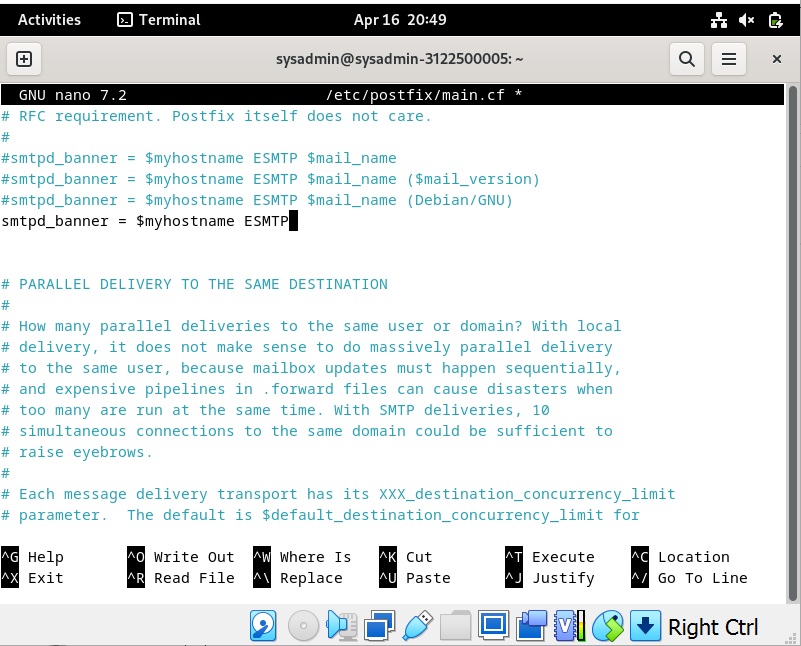 Activities Terminal Apr 16 20:49
sysadmin@sysadmin-3122500005: ~
GNU nano 7.2 /etc/postfix/main.cf *
# RFC requirement. Postfix itself does not care.
#
#smtpd_banner = $myhostname ESMTP $mail_name
#smtpd_banner = $myhostname ESMTP $mail_name ($mail_version)
#smtpd_banner = $myhostname ESMTP $mail_name (Debian/GNU)
smtpd_banner = $myhostname ESMTP
# PARALLEL DELIVERY TO THE SAME DESTINATION
#
# How many parallel deliveries to the same user or domain? With local
# delivery, it does not make sense to do massively parallel delivery
# to the same user, because mailbox updates must happen sequentially,
# and expensive pipelines in .forward files can cause disasters when
# too many are run at the same time. With SMTP deliveries, 10
# simultaneous connections to the same domain could be sufficient to
# raise eyebrows.
#
# Each message delivery transport has its XXX_destination_concurrency_limit
# parameter.  The default is $default_destination_concurrency_limit for
^G Help ^O Write Out ^W Where Is ^K Cut ^T Execute ^C Location
^X Exit ^R Read File ^\ Replace ^U Paste ^J Justify ^/ Go To Line
Right Ctrl